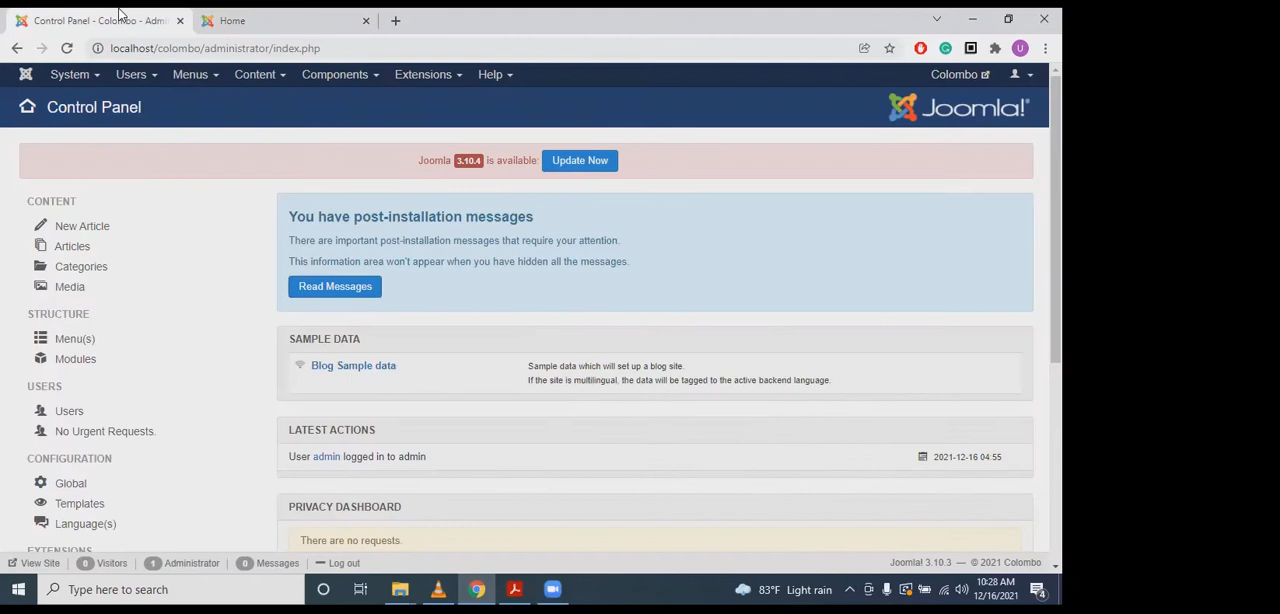 Control Panel - Colombo - Admi
Home
localhost/colombo/administrator/index.php
U
System Users Menus Content Components Extensions Help
Colombo
Control Panel
Joomla!
Joomla 3.10.4 is available: Update Now
CONTENT
New Article
Articles
Categories
Media
STRUCTURE
Menu(s)
Modules
USERS
Users
No Urgent Requests.
CONFIGURATION
Global
Templates
Language(s)
EXTENSIONS
You have post-installation messages
There are important post-installation messages that require your attention.
This information area won't appear when you have hidden all the messages.
Read Messages
SAMPLE DATA
Blog Sample data
Sample data which will set up a blog site.
If the site is multilingual, the data will be tagged to the active backend language.
LATEST ACTIONS
User admin logged in to admin
2021-12-16 04:55
PRIVACY DASHBOARD
There are no requests.
View Site 0 Visitors 1 Administrator 0 Messages Log out
Joomla! 3.10.3 — © 2021 Colombo
Type here to search
83°F Light rain
10:28 AM
12/16/2021
4